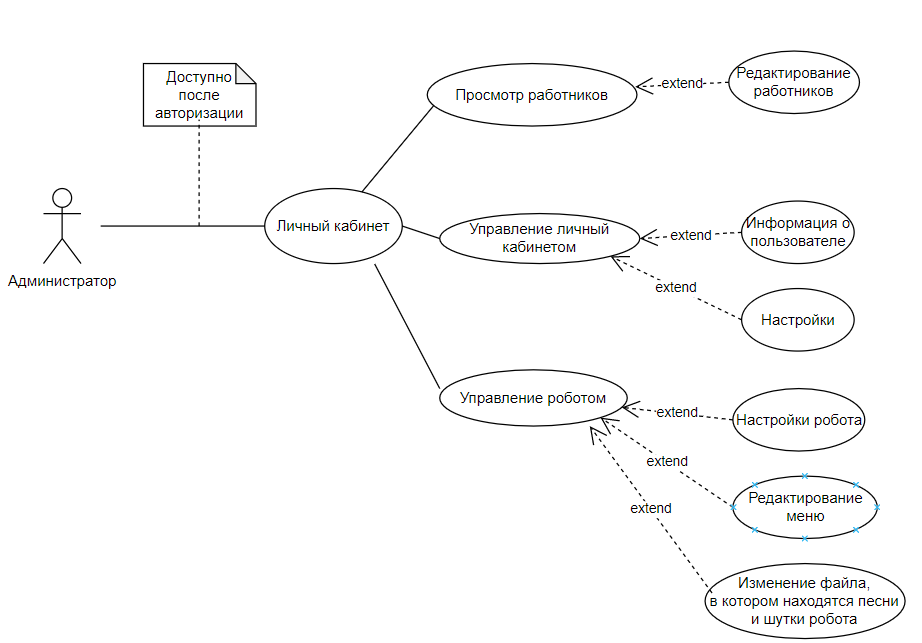 Доступно
после
авторизации
Администратор
Личный кабинет
Просмотр работников
extend
Редактирование
работников
Управление личный
кабинетом
extend
Информация о
пользователе
extend
Настройки
Управление роботом
extend
Настройки робота
extend
Редактирование
меню
extend
Изменение файла,
в котором находятся песни
и шутки робота